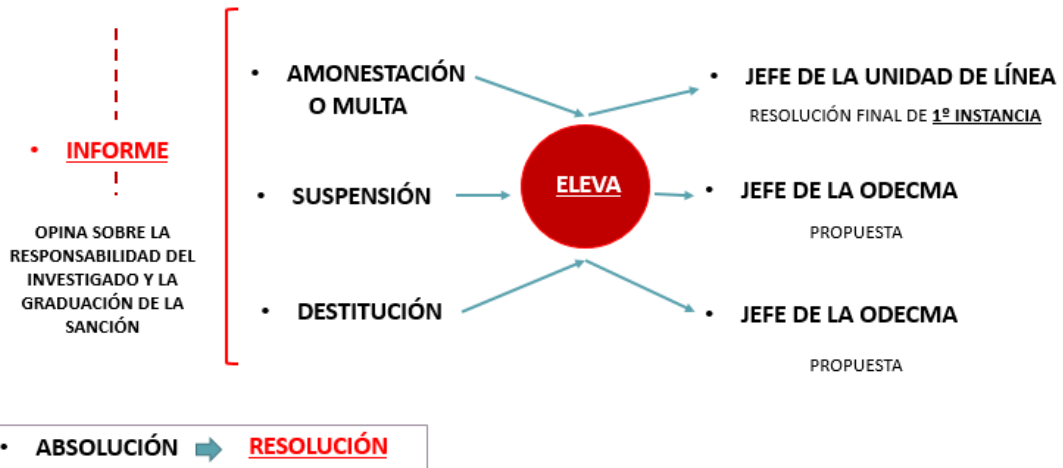 • INFORME
OPINA SOBRE LA
RESPONSABILIDAD DEL
INVESTIGADO Y LA
GRADUACIÓN DE LA
SANCIÓN
• AMONESTACIÓN
O MULTA
• SUSPENSIÓN
• DESTITUCIÓN
ELEVA
• JEFE DE LA UNIDAD DE LÍNEA
RESOLUCIÓN FINAL DE 1º INSTANCIA
• JEFE DE LA ODECMA
PROPUESTA
• JEFE DE LA ODECMA
PROPUESTA
• ABSOLUCIÓN RESOLUCIÓN